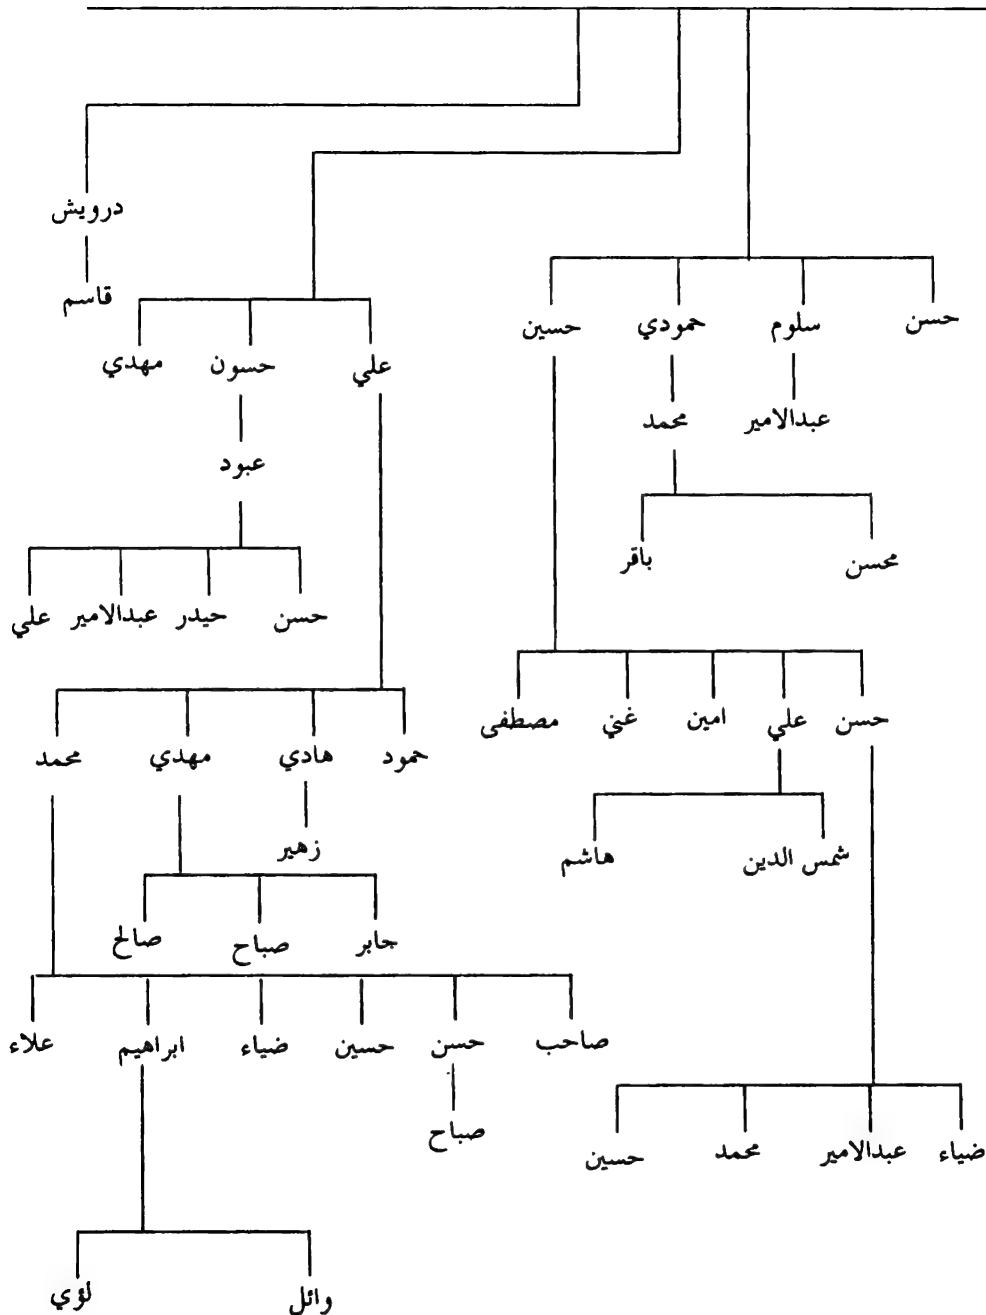 درويش
قاسم
حسن سلوم حمودي حسين
علي حسون مهدي
عبدالامير محمد
عبود
محسن باقر
حسن حيدر عبدالامير علي
حسن علي امين غني مصطفى
حمود هادي مهدي محمد
زهير
شمس الدين هاشم
جابر صباح صالح
صاحب حسن حسين ضياء ابراهيم علاء
صباح
ضياء عبدالامير محمد حسين
وائل لؤي